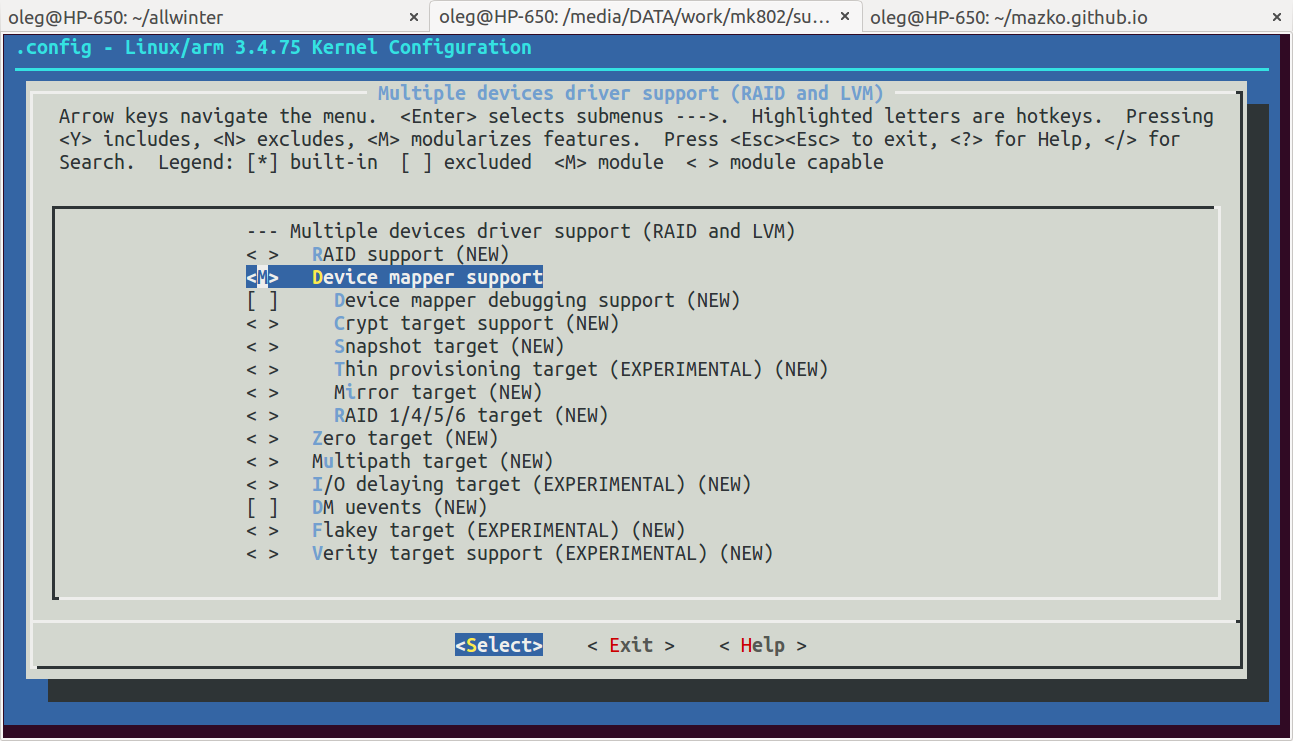 oleg@HP-650: ~/allwinter × oleg@HP-650: /media/DATA/work/mk802/su... × oleg@HP-650: ~/mazko.github.io ×
.config - Linux/arm 3.4.75 Kernel Configuration
Multiple devices driver support (RAID and LVM)
Arrow keys navigate the menu.  <Enter> selects submenus --->.  Highlighted letters are hotkeys.  Pressing
<Y> includes, <N> excludes, <M> modularizes features.  Press <Esc><Esc> to exit, <?> for Help, </> for
Search.  Legend: [*] built-in  [ ] excluded  <M> module  < > module capable
--- Multiple devices driver support (RAID and LVM)
< >   RAID support (NEW)
<M>   Device mapper support
[ ]     Device mapper debugging support (NEW)
< >     Crypt target support (NEW)
< >     Snapshot target (NEW)
< >     Thin provisioning target (EXPERIMENTAL) (NEW)
< >     Mirror target (NEW)
< >     RAID 1/4/5/6 target (NEW)
< >   Zero target (NEW)
< >   Multipath target (NEW)
< >   I/O delaying target (EXPERIMENTAL) (NEW)
[ ]   DM uevents (NEW)
< >   Flakey target (EXPERIMENTAL) (NEW)
< >   Verity target support (EXPERIMENTAL) (NEW)
<Select>    < Exit >    < Help >